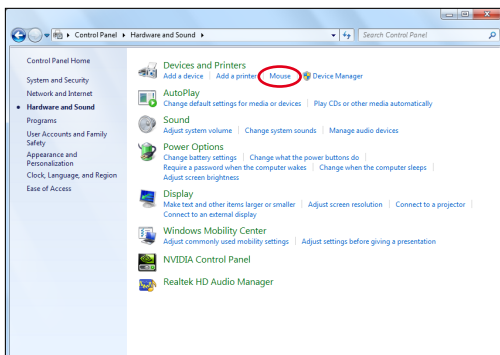 Control Panel Hardware and Sound Search Control Panel
Control Panel Home
System and Security
Network and Internet
Hardware and Sound
Programs
User Accounts and Family
Safety
Appearance and
Personalization
Clock, Language, and Region
Ease of Access
Devices and Printers
Add a device Add a printer Mouse Device Manager
AutoPlay
Change default settings for media or devices Play CDs or other media automatically
Sound
Adjust system volume Change system sounds Manage audio devices
Power Options
Change battery settings Change what the power buttons do
Require a password when the computer wakes Change when the computer sleeps
Adjust screen brightness
Display
Make text and other items larger or smaller Adjust screen resolution Connect to a projector
Connect to an external display
Windows Mobility Center
Adjust commonly used mobility settings Adjust settings before giving a presentation
NVIDIA Control Panel
Realtek HD Audio Manager